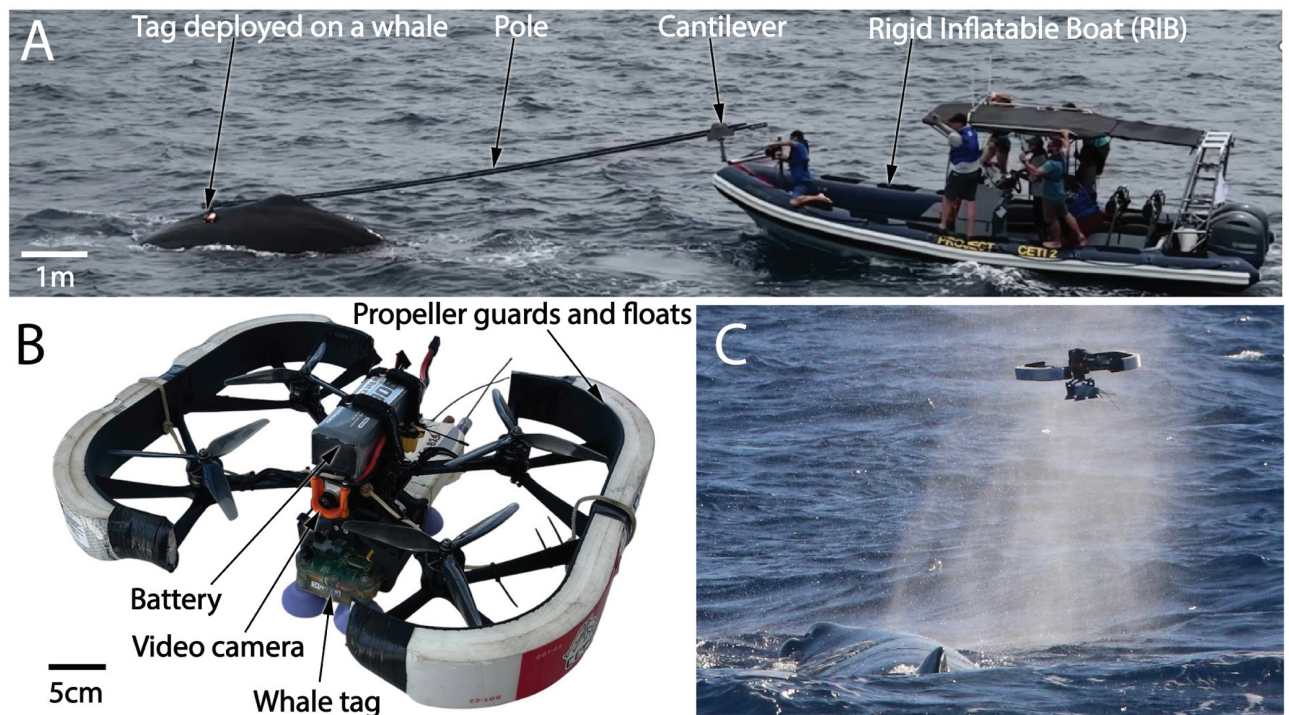 A
Tag deployed on a whale
Pole
Cantilever
Rigid Inflatable Boat (RIB)
PROJECT CETI 2
1m
B
Propeller guards and floats
C
Battery
Video camera
Whale tag
5cm